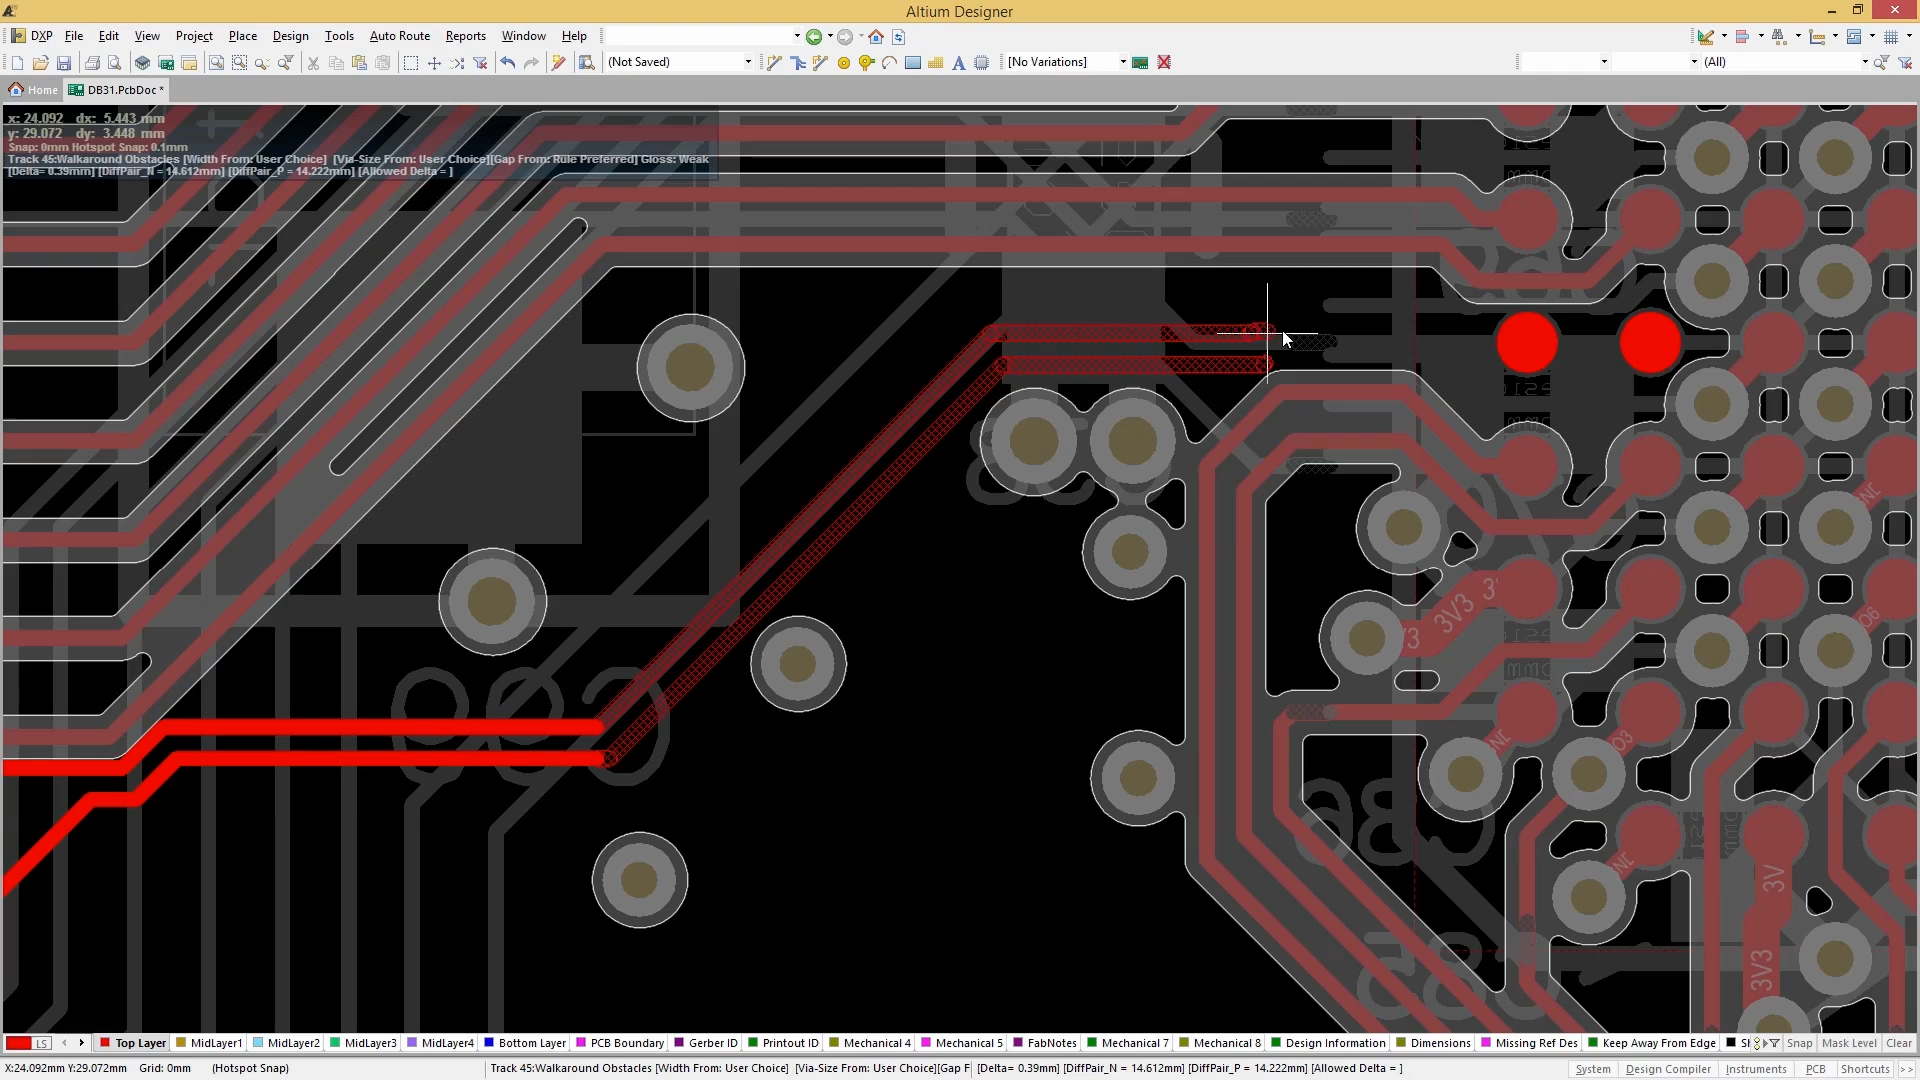 Altium Designer
DXP File Edit View Project Place Design Tools Auto Route Reports Window Help
(Not Saved) [No Variations] (All)
Home DB31.PcbDoc *
x: 24.092 dx: 5.443 mm
y: 29.072 dy: 3.448 mm
Snap: 0mm Hotspot Snap: 0.1mm
Track 45:Walkaround Obstacles [Width From: User Choice] [Via-Size From: User Choice][Gap From: Rule Preferred] Gloss: Weak
[Delta= 0.39mm] [DiffPair_N = 14.612mm] [DiffPair_P = 14.222mm] [Allowed Delta = ]
3V3
3V
3V3
LS Top Layer MidLayer1 MidLayer2 MidLayer3 MidLayer4 Bottom Layer PCB Boundary Gerber ID Printout ID Mechanical 4 Mechanical 5 FabNotes Mechanical 7 Mechanical 8 Design Information Dimensions Missing Ref Des Keep Away From Edge Snap Mask Level Clear
X:24.092mm Y:29.072mm Grid: 0mm (Hotspot Snap) Track 45:Walkaround Obstacles [Width From: User Choice] [Via-Size From: User Choice][Gap F [Delta= 0.39mm] [DiffPair_N = 14.612mm] [DiffPair_P = 14.222mm] [Allowed Delta = ] System Design Compiler Instruments PCB Shortcuts >>